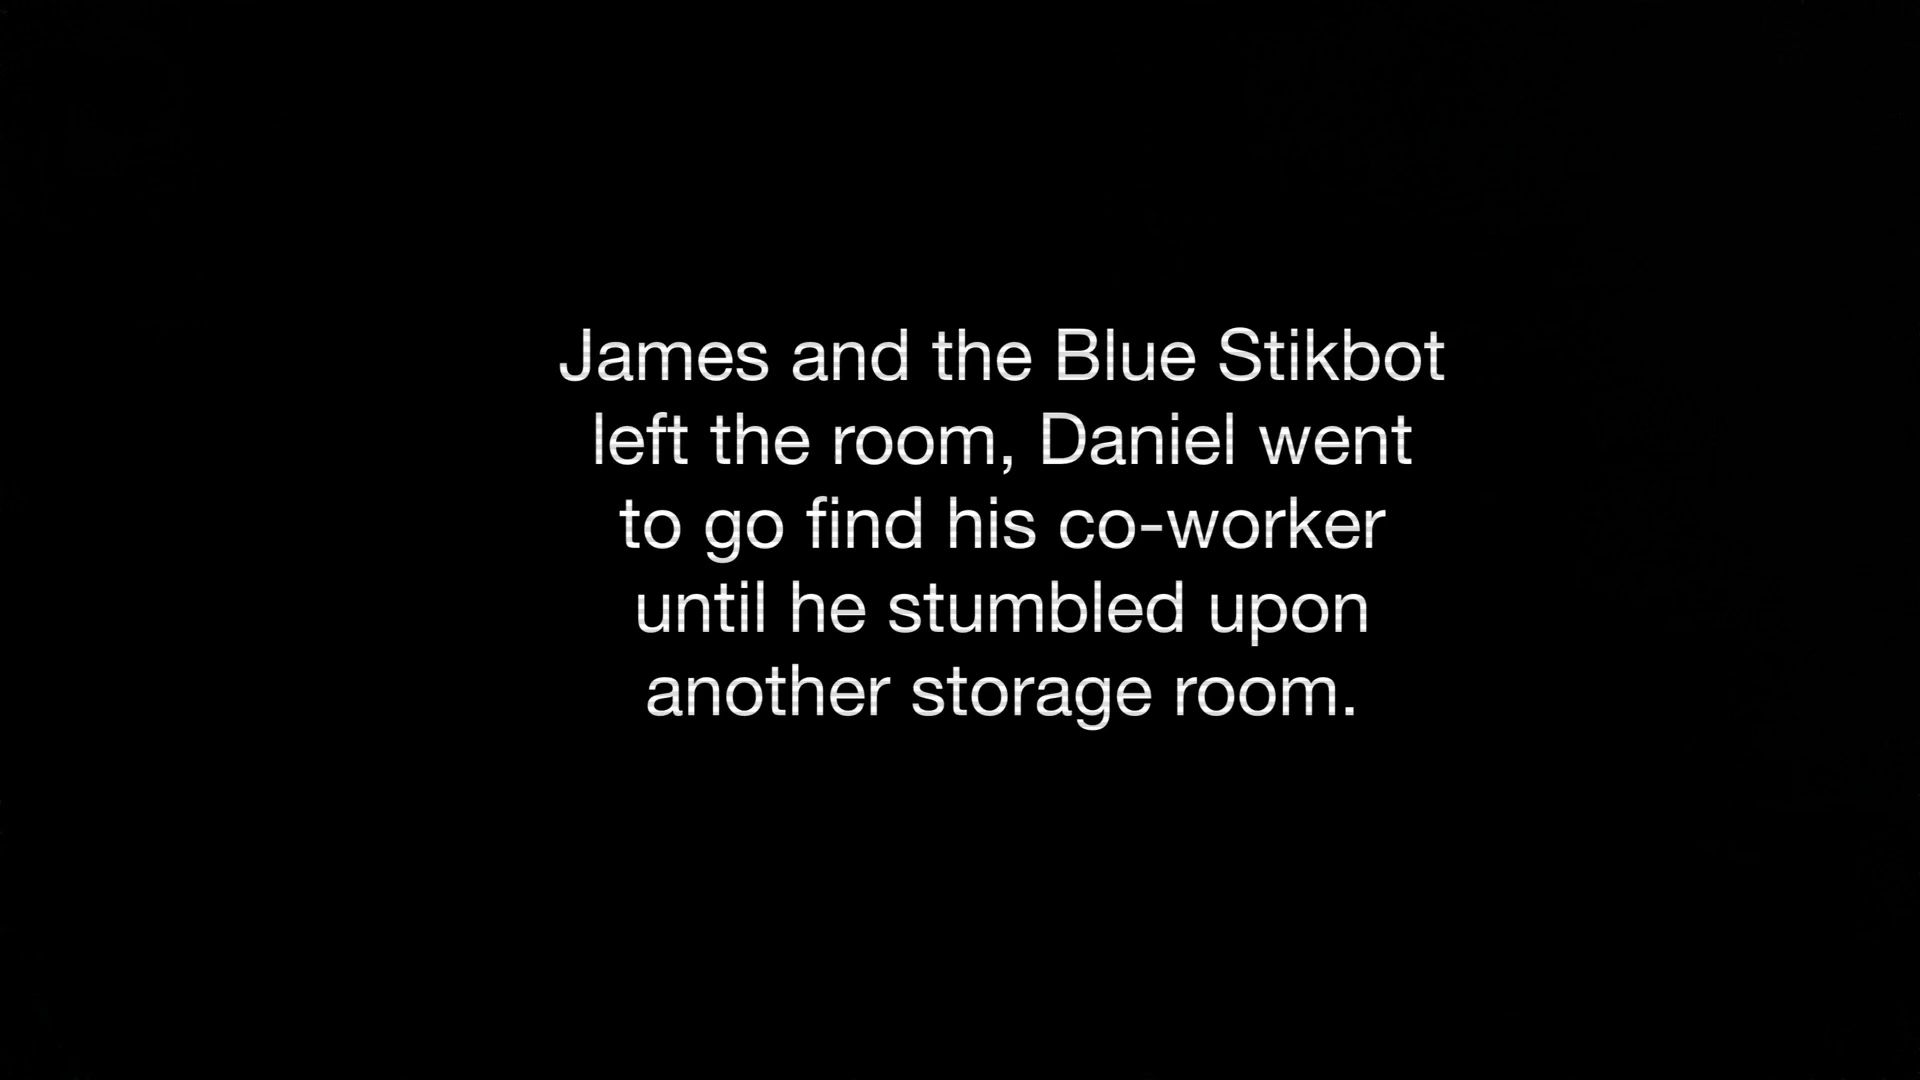 James and the Blue Stikbot
left the room, Daniel went
to go find his co-worker
until he stumbled upon
another storage room.